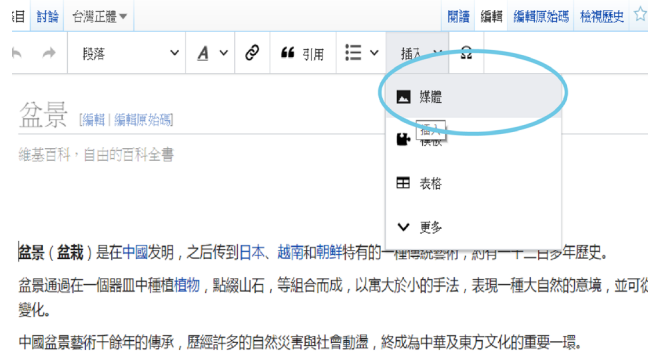 條目 討論 台灣正體 閱讀 編輯 編輯原始碼 檢視歷史
段落 A 引用 插入 Ω
媒體
盆景 [編輯 | 編輯原始碼]
插入
模板
維基百科，自由的百科全書
表格
更多
盆景（盆栽）是在中國发明，之后传到日本、越南和朝鮮特有的一種傳統藝術，約有一千二百多年歷史。
盆景通過在一個器皿中種植植物，點綴山石，等組合而成，以寓大於小的手法，表現一種大自然的意境，並可從
變化。
中國盆景藝術千餘年的傳承，歷經許多的自然災害與社會動盪，終成為中華及東方文化的重要一環。